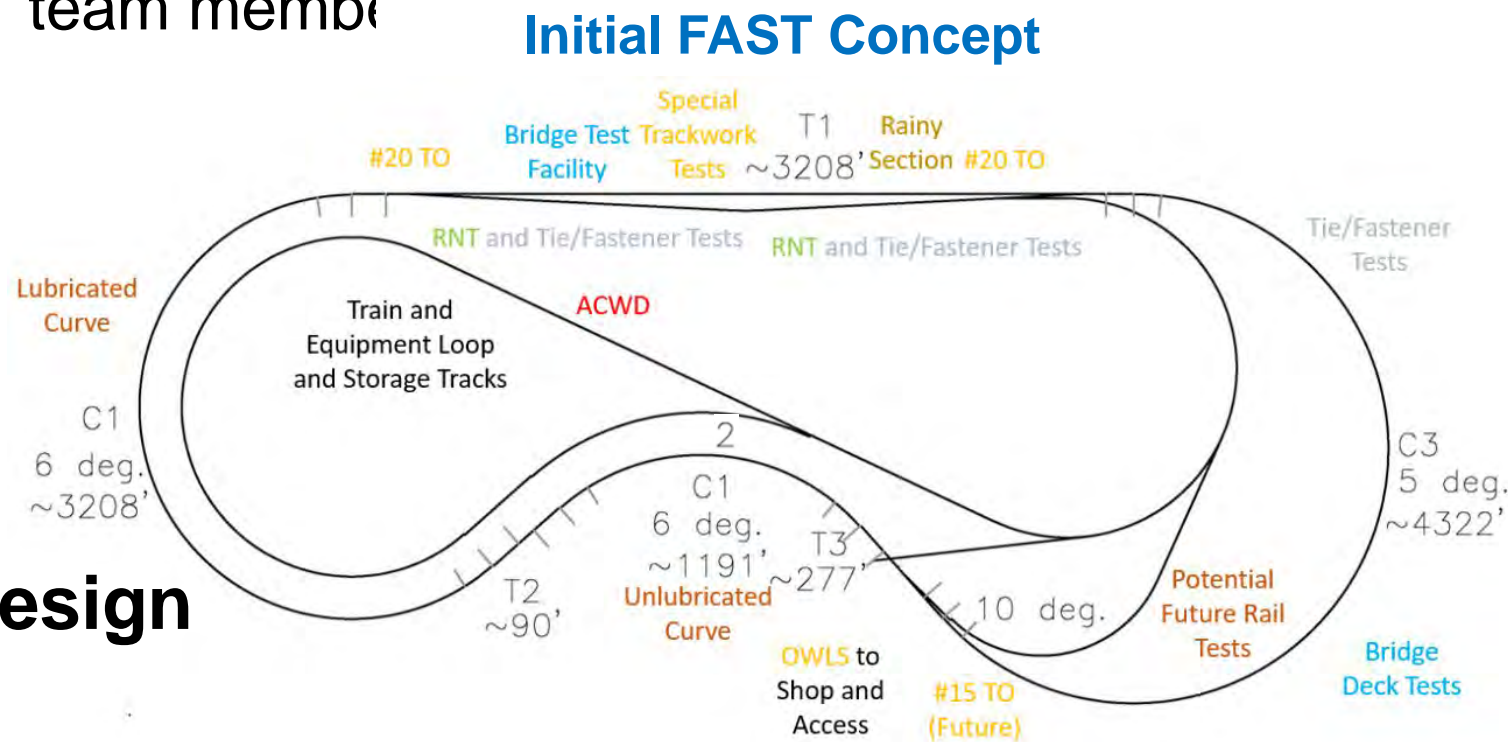 team membe
Initial FAST Concept
#20 TO
Bridge Test
Facility
Special
Trackwork
Tests
T1
~3208'
Rainy
Section
#20 TO
RNT and Tie/Fastener Tests
RNT and Tie/Fastener Tests
Tie/Fastener
Tests
Lubricated
Curve
Train and
Equipment Loop
and Storage Tracks
ACWD
C1
6 deg.
~3208'
2
C1
6 deg.
~1191'
Unlubricated
Curve
T3
~277'
C3
5 deg.
~4322'
T2
~90'
10 deg.
Potential
Future Rail
Tests
esign
OWLS to
Shop and
Access
#15 TO
(Future)
Bridge
Deck Tests